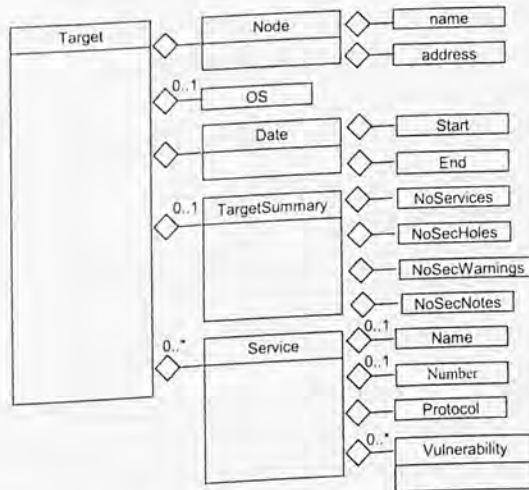 Target
Node
name
address
0..1
OS
Date
Start
End
0..1
TargetSummary
NoServices
NoSecHoles
NoSecWarnings
NoSecNotes
0..*
Service
0..1
Name
0..1
Number
Protocol
0..*
Vulnerability